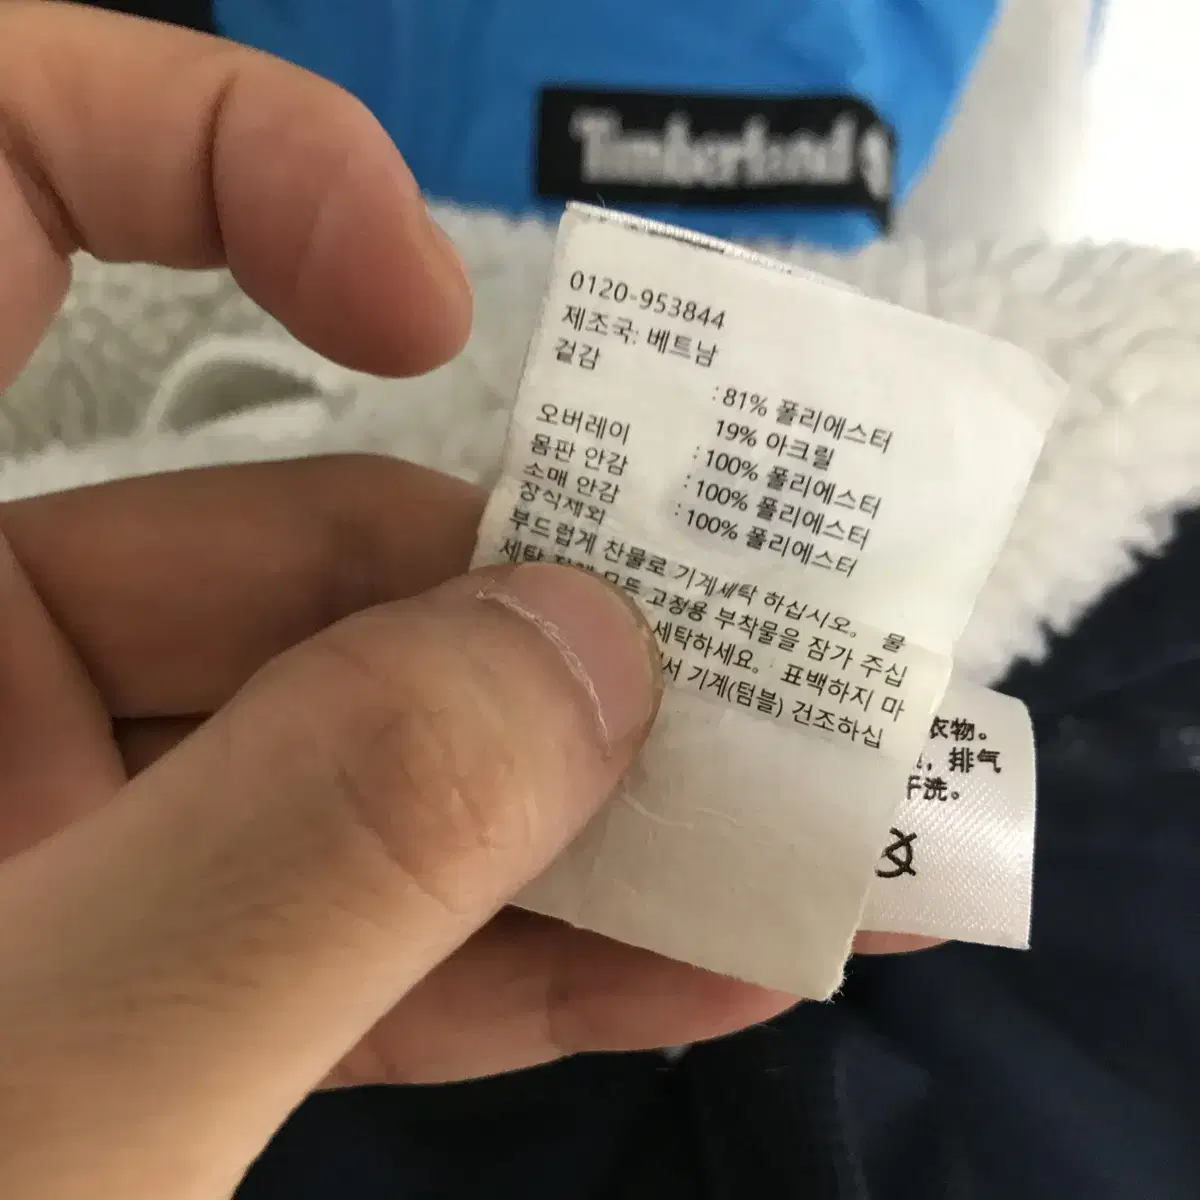 Timberland
0120-953844
제조국: 베트남
겉감
: 81% 폴리에스터
19% 아크릴
오버레이 : 100% 폴리에스터
몸판 안감 : 100% 폴리에스터
소매 안감 : 100% 폴리에스터
장식제외
부드럽게 찬물로 기계세탁 하십시오. 물
세탁 모든 고정용 부착물을 잠가 주십
세탁하세요. 표백하지 마
서 기계(텀블) 건조하십
衣物。
, 排气
干洗。